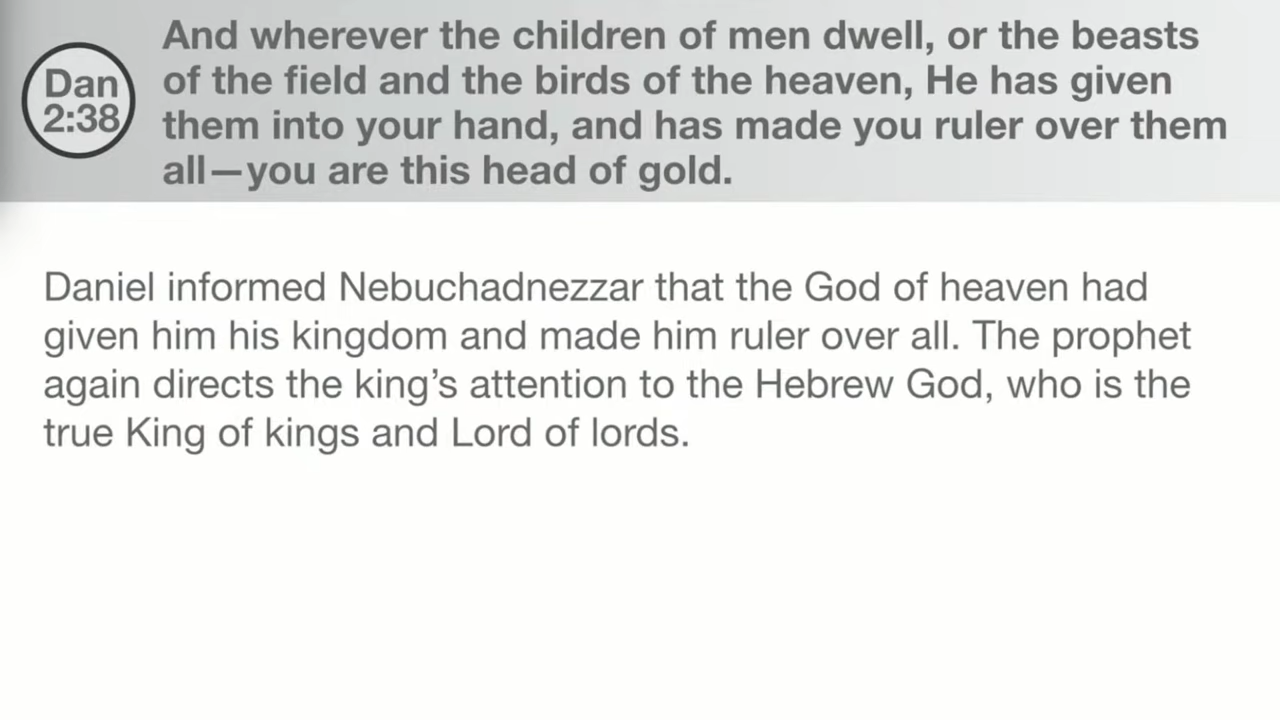 Dan
2:38
And wherever the children of men dwell, or the beasts
of the field and the birds of the heaven, He has given
them into your hand, and has made you ruler over them
all—you are this head of gold.
Daniel informed Nebuchadnezzar that the God of heaven had
given him his kingdom and made him ruler over all. The prophet
again directs the king’s attention to the Hebrew God, who is the
true King of kings and Lord of lords.